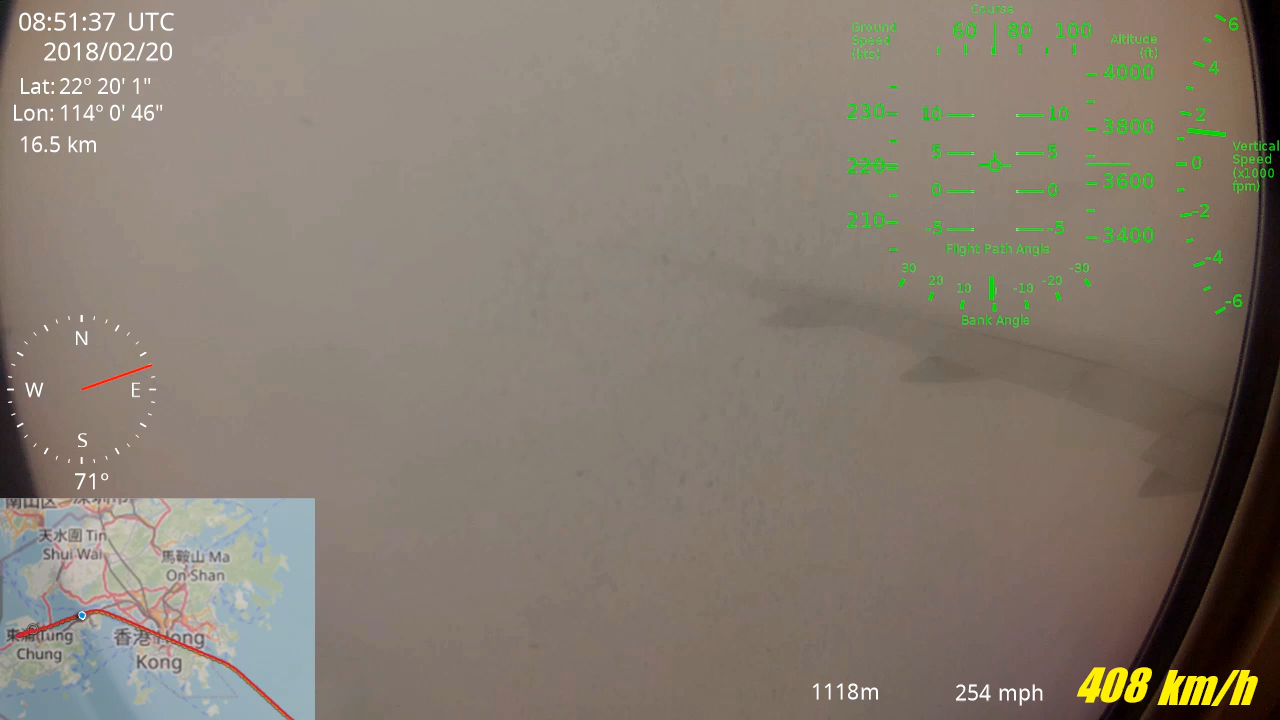 08:51:37 UTC
2018/02/20
Lat: 22° 20' 1"
Lon: 114° 0' 46"
16.5 km
Course
60 80 100
Ground
Speed
(kts)
230
220
210
Altitude
(ft)
4000
3800
3600
3400
10 10
5 5
0 0
-5 -5
Flight Path Angle
30 20 10 -10 -20 -30
Bank Angle
6
4
2
0
-2
-4
-6
Vertical
Speed
(x1000
fpm)
N
W E
S
71°
天水圍 Tin
Shui Wai
馬鞍山 Ma
On Shan
Tung
Chung
香港 Hong
Kong
1118m
254 mph
408 km/h